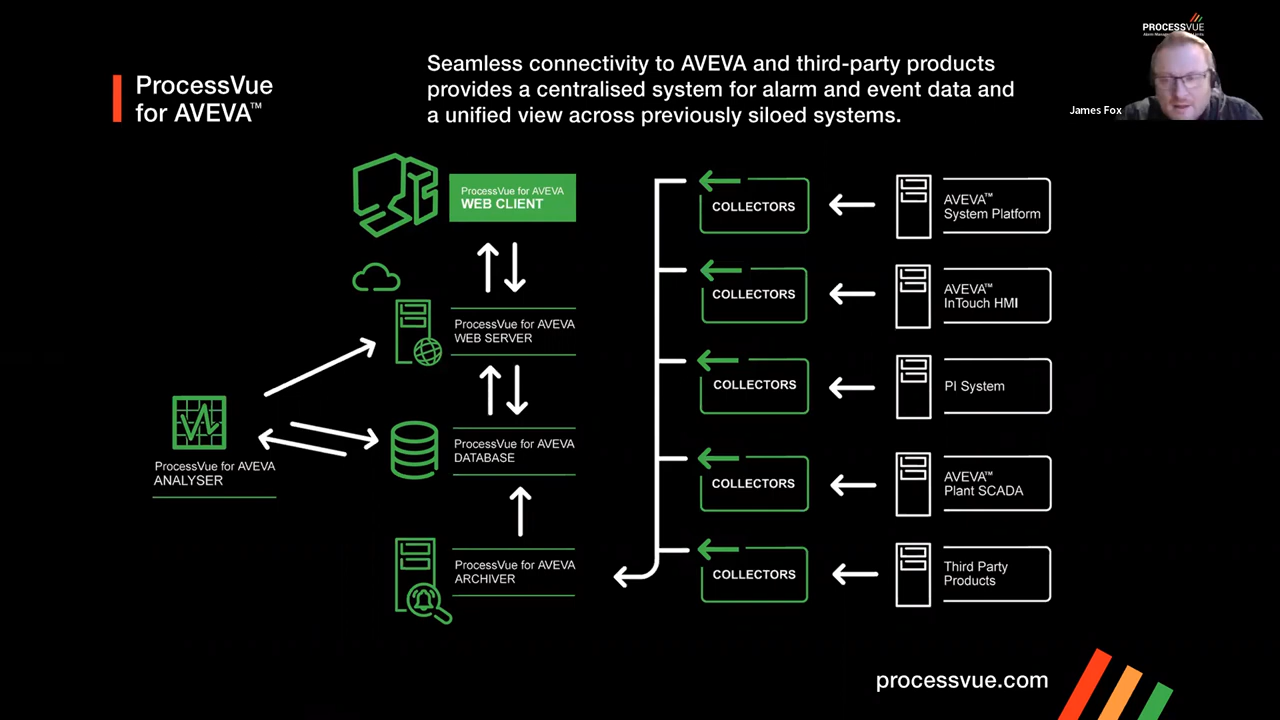 PROCESSVUE
James Fox
ProcessVue
for AVEVA™
Seamless connectivity to AVEVA and third-party products
provides a centralised system for alarm and event data and
a unified view across previously siloed systems.
ProcessVue for AVEVA
WEB CLIENT
ProcessVue for AVEVA
WEB SERVER
ProcessVue for AVEVA
DATABASE
ProcessVue for AVEVA
ARCHIVER
ProcessVue for AVEVA
ANALYSER
COLLECTORS
AVEVA™
System Platform
COLLECTORS
AVEVA™
InTouch HMI
COLLECTORS
PI System
COLLECTORS
AVEVA™
Plant SCADA
COLLECTORS
Third Party
Products
processvue.com